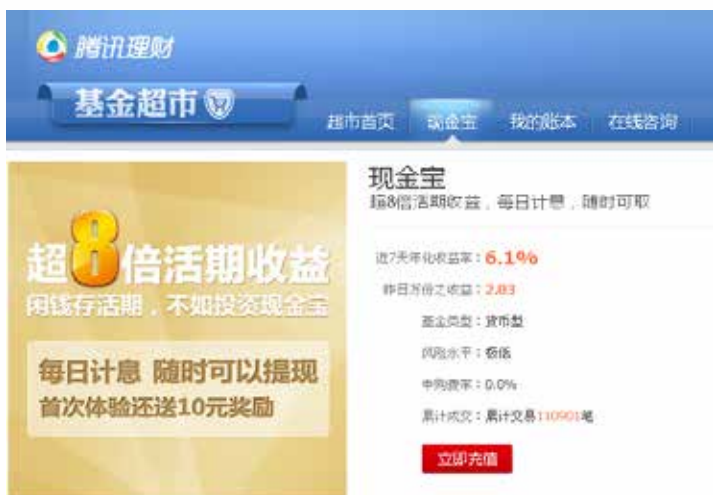 腾讯理财
基金超市
超市首页 现金宝 我的账本 在线咨询
超8倍活期收益
闲钱存活期，不如投资现金宝
每日计息 随时可以提现
首次体验还送10元奖励
现金宝
超8倍活期收益，每日计息，随时可取
近7天年化收益率：6.1%
昨日万份之收益：2.03
基金类型：货币型
风险水平：极低
申购费率：0.0%
累计成交：累计交易110901笔
立即充值